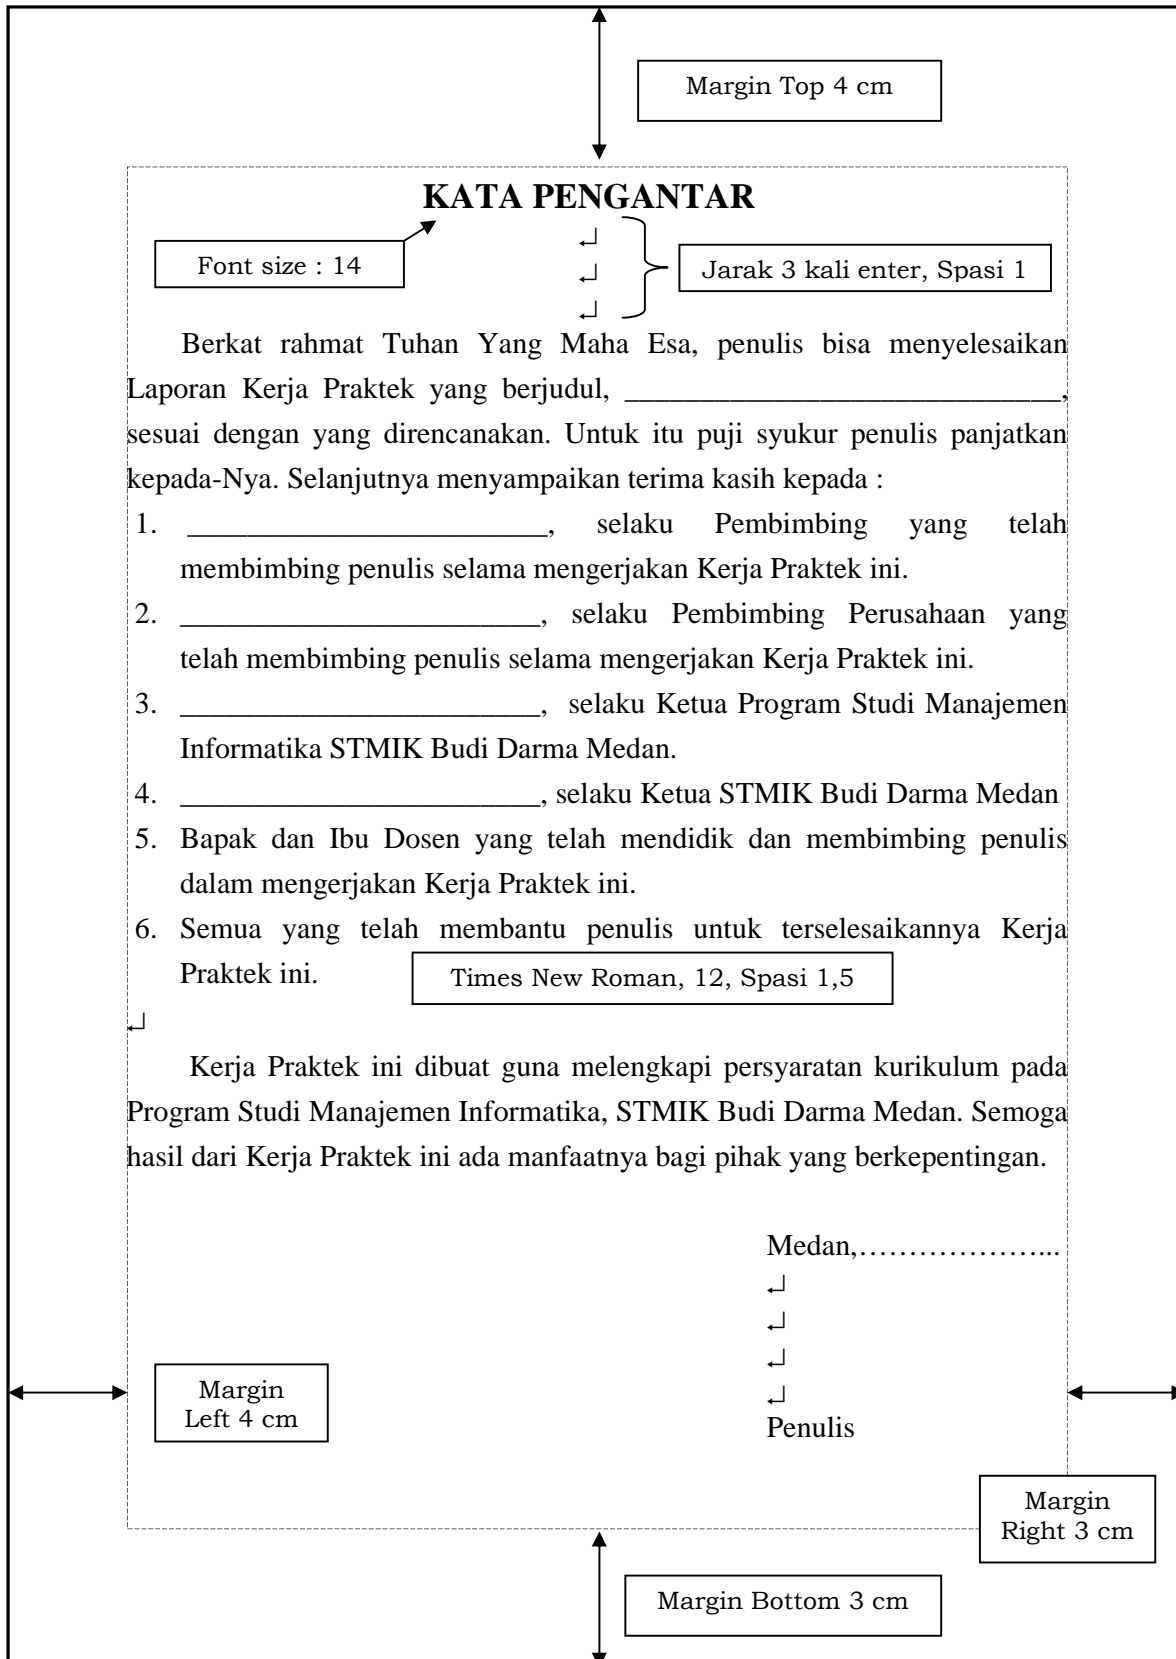 Margin Top 4 cm
KATA PENGANTAR
Font size : 14
Jarak 3 kali enter, Spasi 1
Berkat rahmat Tuhan Yang Maha Esa, penulis bisa menyelesaikan
Laporan Kerja Praktek yang berjudul, _____________________________,
sesuai dengan yang direncanakan. Untuk itu puji syukur penulis panjatkan
kepada-Nya. Selanjutnya menyampaikan terima kasih kepada :
1. ________________________, selaku Pembimbing yang telah
membimbing penulis selama mengerjakan Kerja Praktek ini.
2. ________________________, selaku Pembimbing Perusahaan yang
telah membimbing penulis selama mengerjakan Kerja Praktek ini.
3. ________________________, selaku Ketua Program Studi Manajemen
Informatika STMIK Budi Darma Medan.
4. ________________________, selaku Ketua STMIK Budi Darma Medan
5. Bapak dan Ibu Dosen yang telah mendidik dan membimbing penulis
dalam mengerjakan Kerja Praktek ini.
6. Semua yang telah membantu penulis untuk terselesaikannya Kerja
Praktek ini.
Times New Roman, 12, Spasi 1,5
Kerja Praktek ini dibuat guna melengkapi persyaratan kurikulum pada
Program Studi Manajemen Informatika, STMIK Budi Darma Medan. Semoga
hasil dari Kerja Praktek ini ada manfaatnya bagi pihak yang berkepentingan.
Medan,…………………...
Margin
Left 4 cm
Penulis
Margin
Right 3 cm
Margin Bottom 3 cm